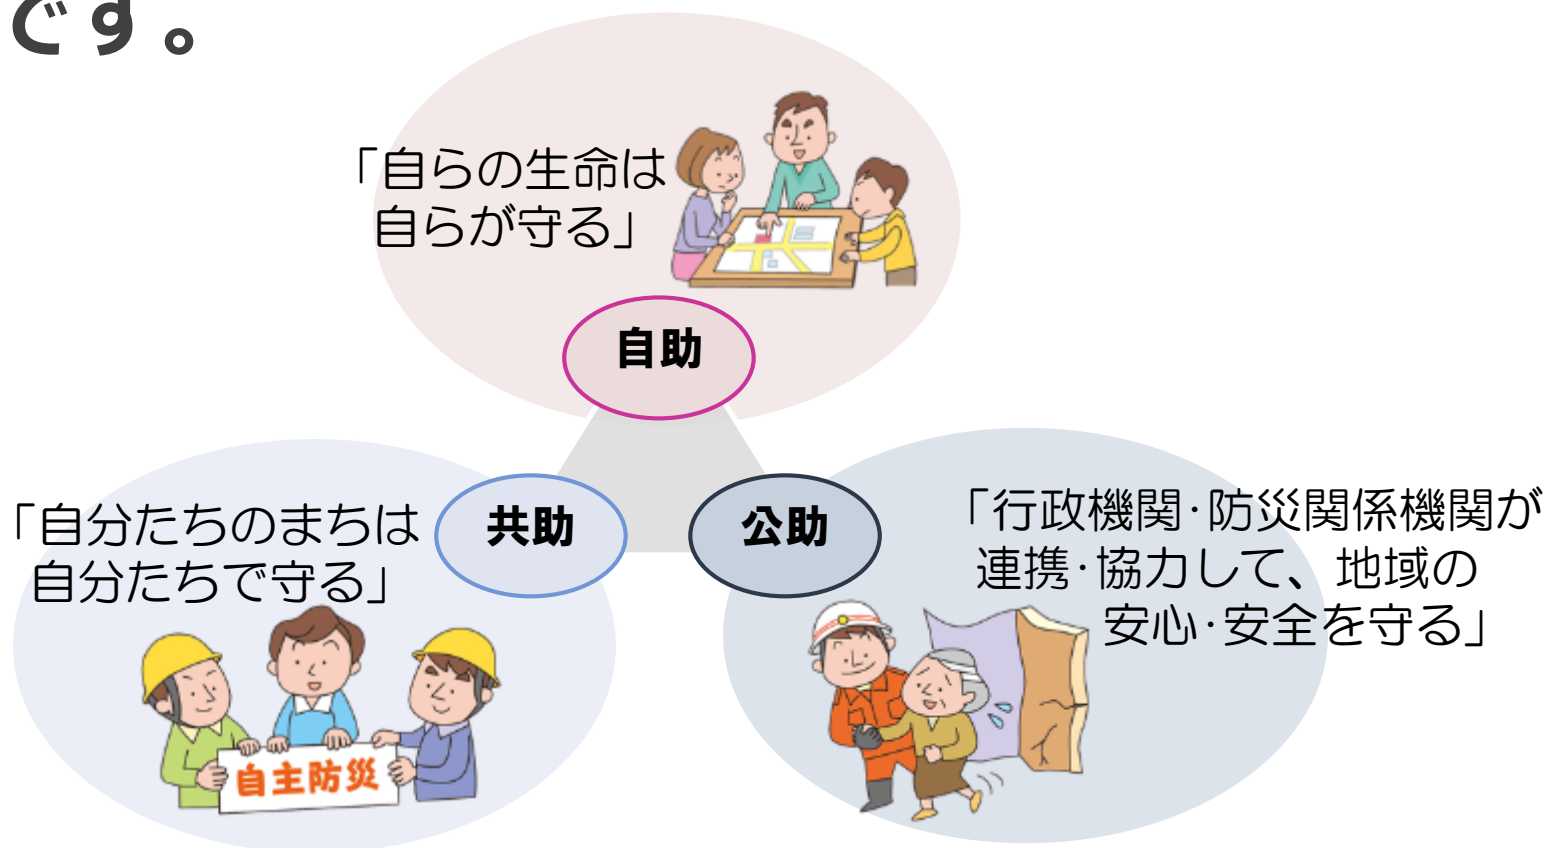 です。
「自らの生命は
自らが守る」
自助
「自分たちのまちは
自分たちで守る」
共助
自主防災
公助
「行政機関･防災関係機関が
連携･協力して、地域の
安心･安全を守る」